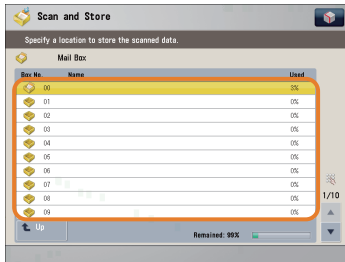 Scan and Store
Specify a location to store the scanned data.
Mail Box
Box No. Name Used
00 3%
01 0%
02 0%
03 0%
04 0%
05 0%
06 0%
07 0%
08 0%
09 0%
1/10
Up
Remained: 99%